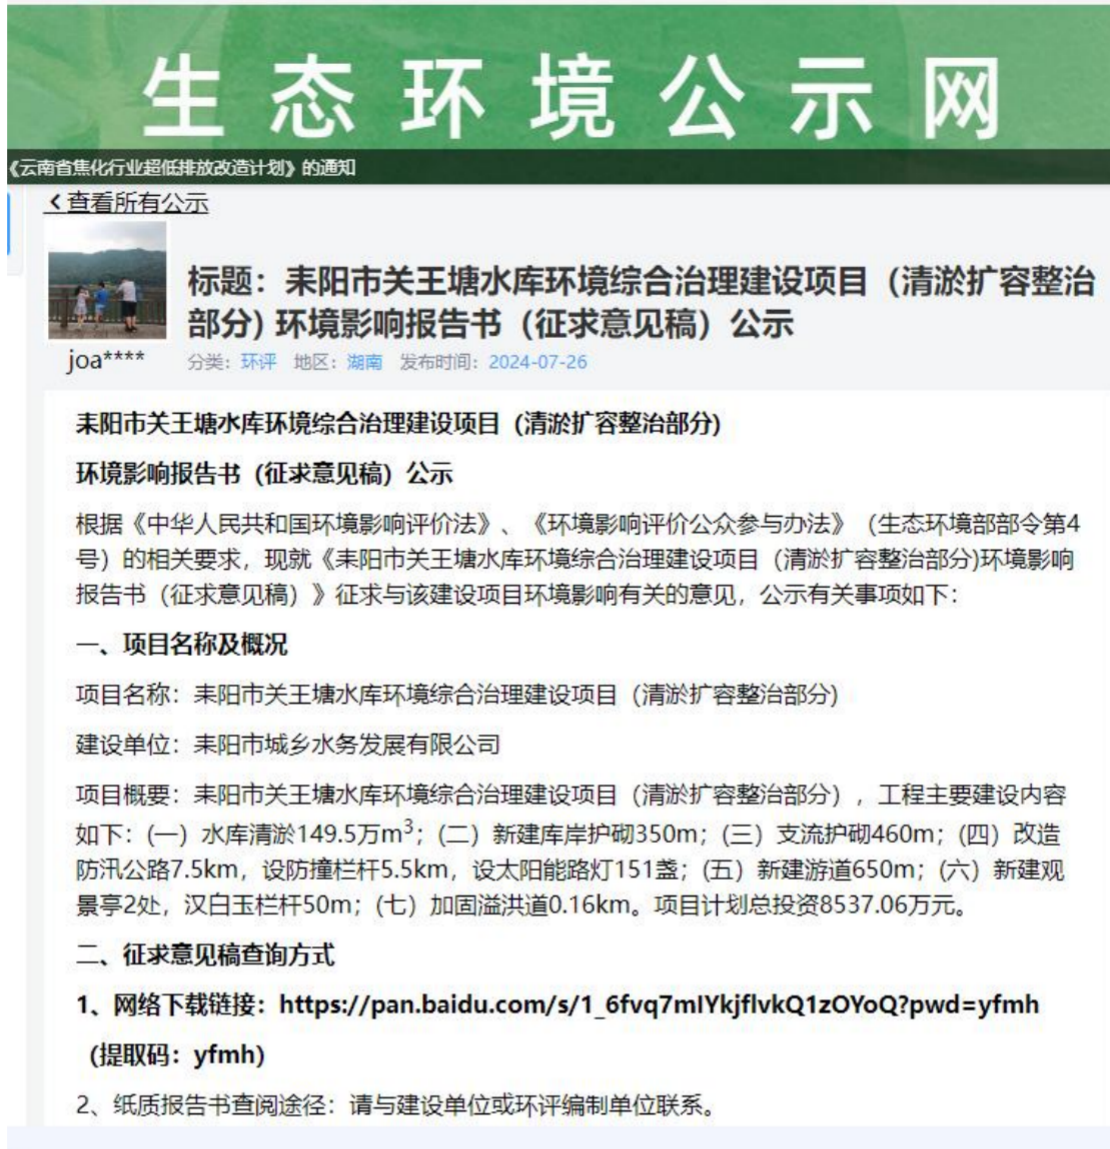 生态环境公示网
《云南省焦化行业超低排放改造计划》的通知
查看所有公示
标题：耒阳市关王塘水库环境综合治理建设项目（清淤扩容整治
部分) 环境影响报告书（征求意见稿）公示
joa****
分类：环评 地区：湖南 发布时间：2024-07-26
耒阳市关王塘水库环境综合治理建设项目（清淤扩容整治部分)
环境影响报告书（征求意见稿）公示
根据《中华人民共和国环境影响评价法》、《环境影响评价公众参与办法》（生态环境部部令第4
号）的相关要求，现就《耒阳市关王塘水库环境综合治理建设项目（清淤扩容整治部分)环境影响
报告书（征求意见稿）》征求与该建设项目环境影响有关的意见，公示有关事项如下：
一、项目名称及概况
项目名称：耒阳市关王塘水库环境综合治理建设项目（清淤扩容整治部分)
建设单位：耒阳市城乡水务发展有限公司
项目概要：耒阳市关王塘水库环境综合治理建设项目（清淤扩容整治部分），工程主要建设内容
如下：(一）水库清淤149.5万m³；(二）新建库岸护砌350m；(三）支流护砌460m；(四）改造
防汛公路7.5km，设防撞栏杆5.5km，设太阳能路灯151盏；(五）新建游道650m；(六）新建观
景亭2处，汉白玉栏杆50m；(七）加固溢洪道0.16km。项目计划总投资8537.06万元。
二、征求意见稿查询方式
1、网络下载链接：https://pan.baidu.com/s/1_6fvq7mIYkjflvkQ1zOYoQ?pwd=yfmh
（提取码：yfmh）
2、纸质报告书查阅途径：请与建设单位或环评编制单位联系。